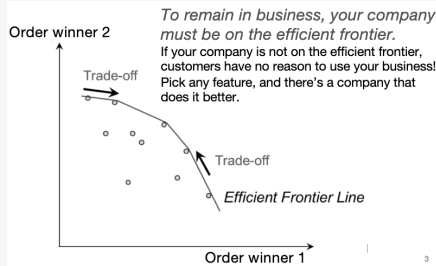 To remain in business, your company
must be on the efficient frontier.
If your company is not on the efficient frontier,
customers have no reason to use your business!
Pick any feature, and there's a company that
does it better.
Order winner 2
Trade-off
Trade-off
Efficient Frontier Line
Order winner 1
3